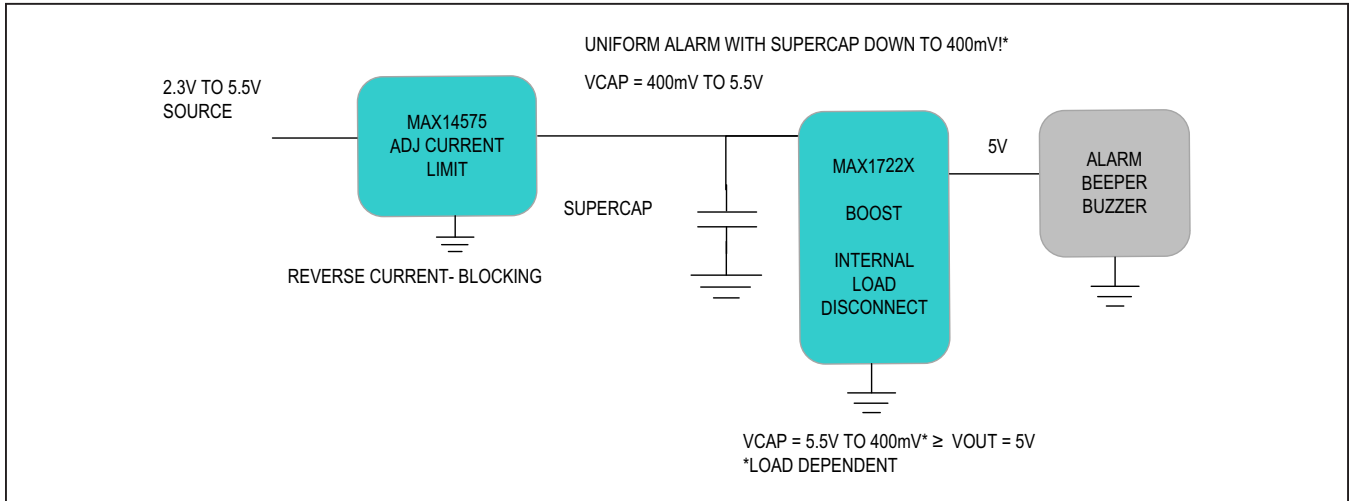 UNIFORM ALARM WITH SUPERCAP DOWN TO 400mV!*
VCAP = 400mV TO 5.5V
2.3V TO 5.5V
SOURCE
MAX14575
ADJ CURRENT
LIMIT
REVERSE CURRENT- BLOCKING
SUPERCAP
MAX1722X
BOOST
INTERNAL
LOAD
DISCONNECT
5V
ALARM
BEEPER
BUZZER
VCAP = 5.5V TO 400mV* ≥ VOUT = 5V
*LOAD DEPENDENT